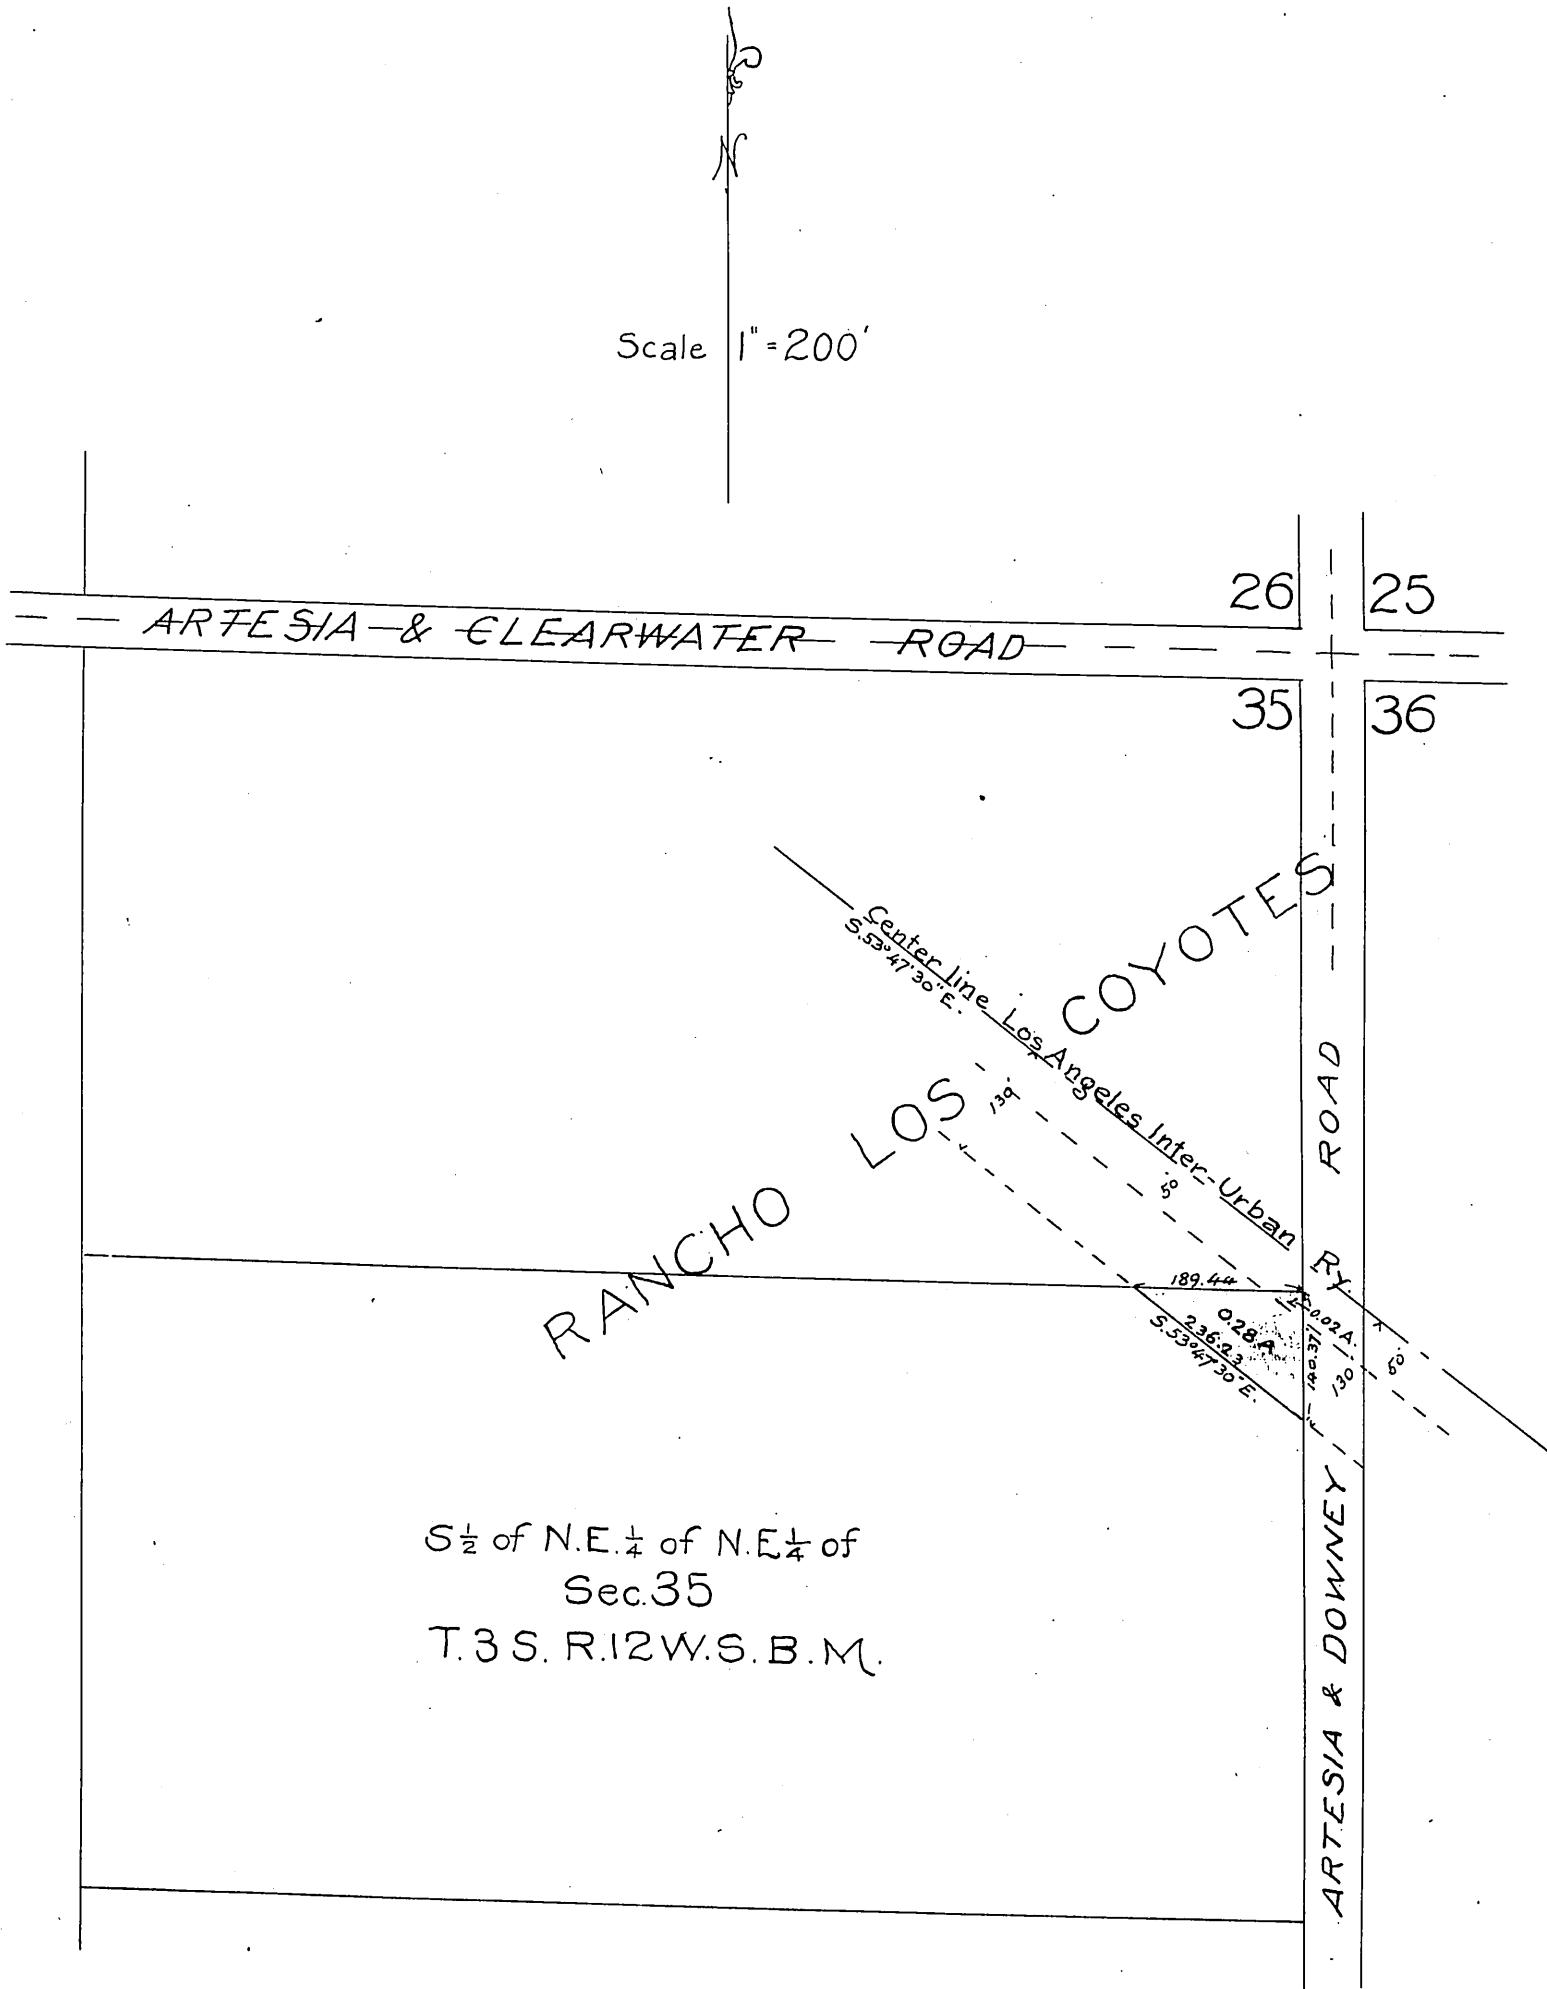 N
Scale 1" = 200'
26
25
ARTESIA & CLEARWATER ROAD
35
36
RANCHO LOS COYOTES
Center line Los Angeles Inter-Urban Ry.
S.53°47'30"E.
130
50
189.44
0.28 A.
0.02 A.
236.23
S.53°47'30"E.
140.37
130
50
ARTESIA & DOWNEY ROAD
S ½ of N.E. ¼ of N.E ¼ of
Sec. 35
T. 3 S. R. 12 W. S. B. M.